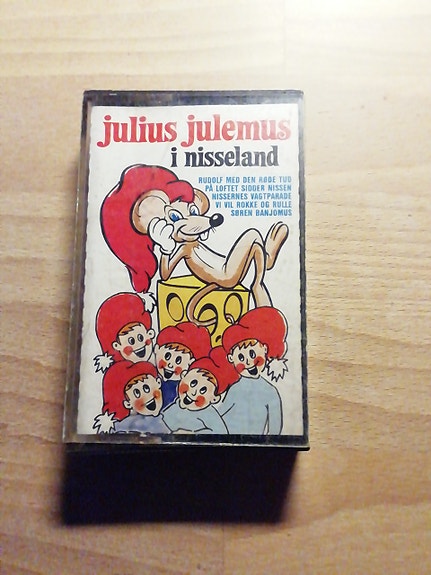 julius julemus
i nisseland
RUDOLF MED DEN RØDE TUD
PÅ LOFTET SIDDER NISSEN
NISSERNES VAGTPARADE
VI VIL ROKKE OG RULLE
SØREN BANJOMUS